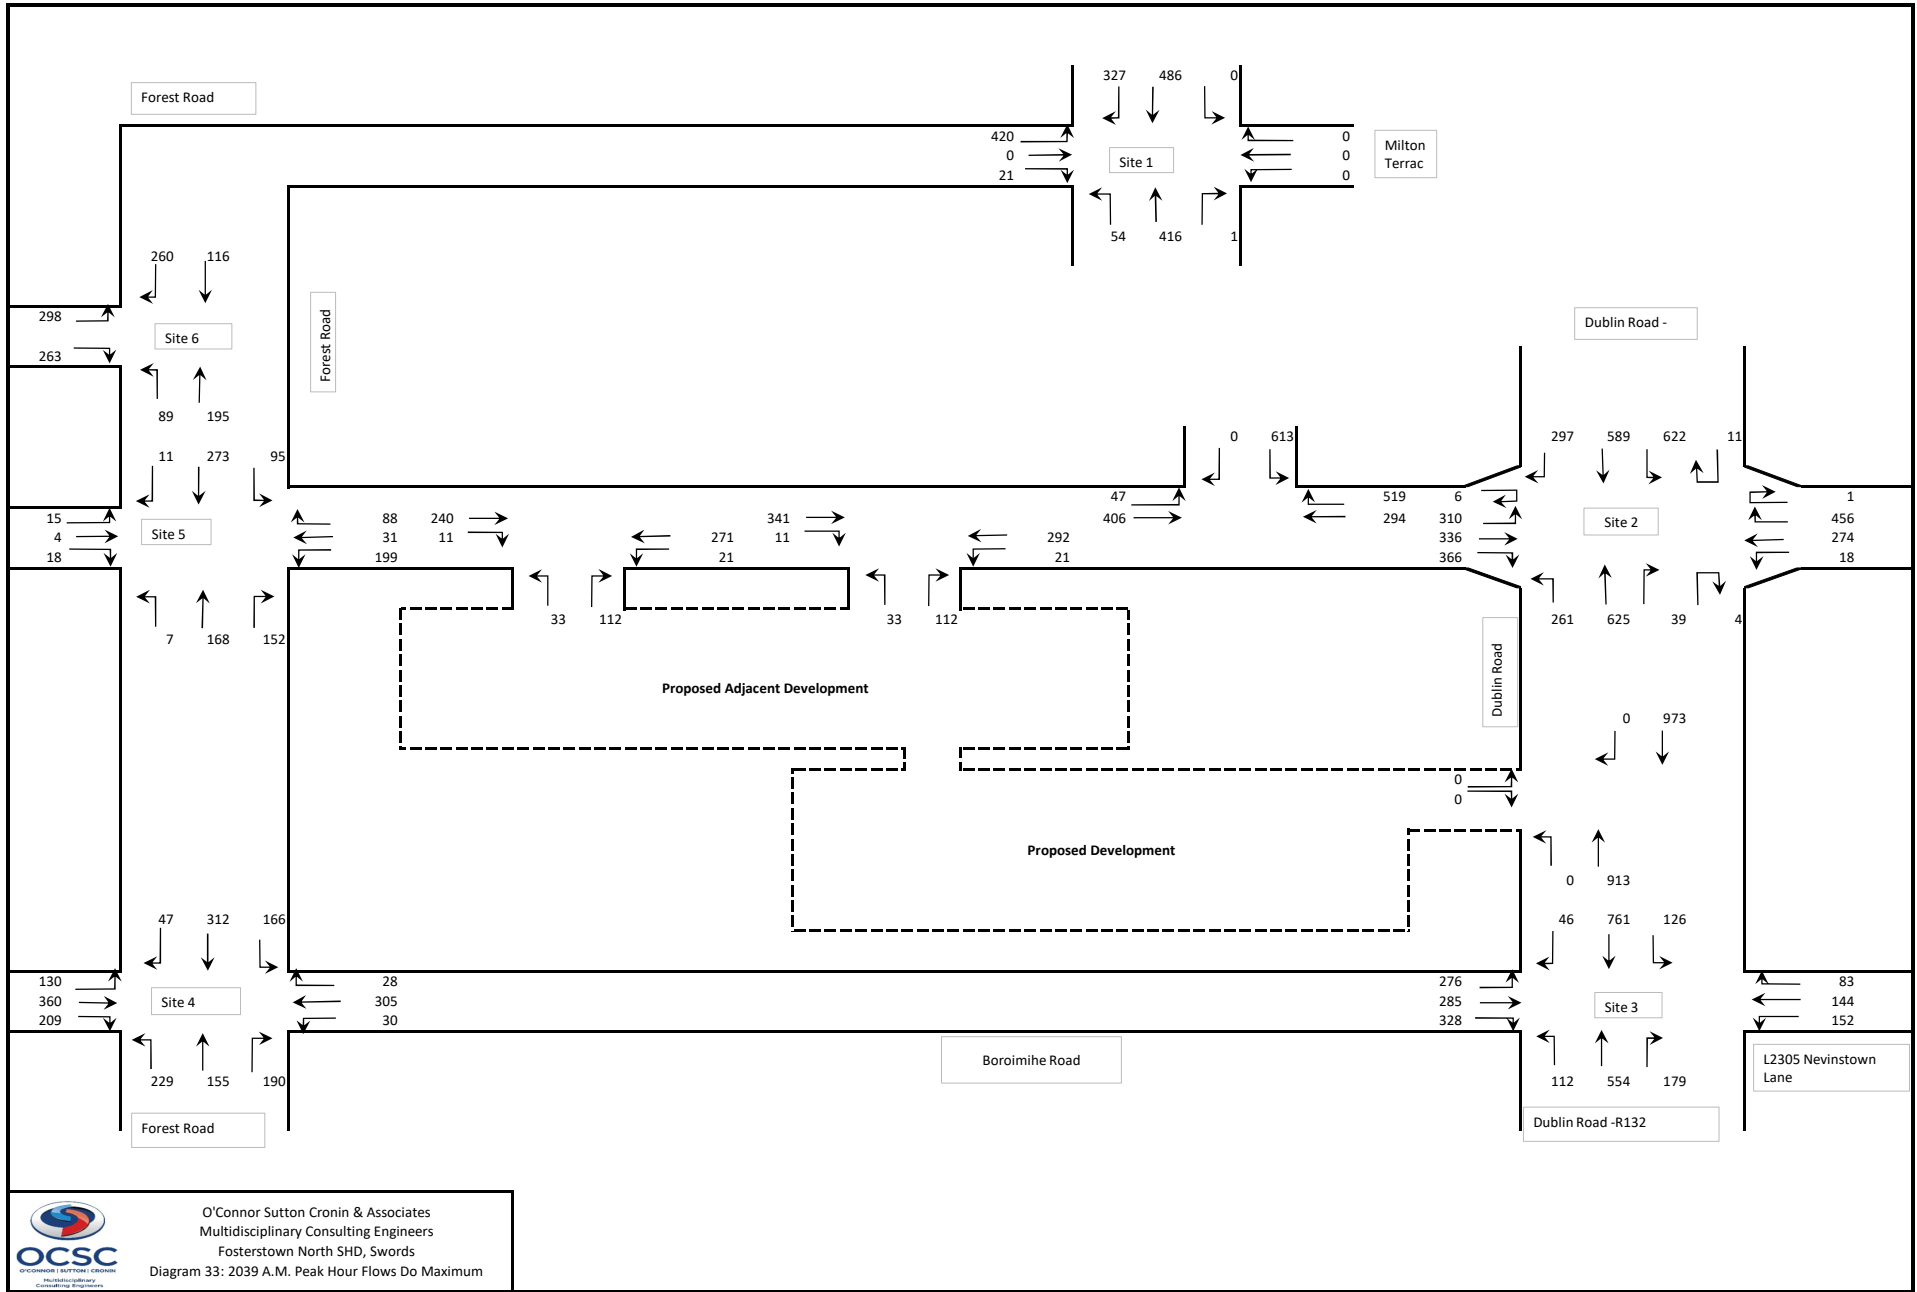 327 486 0
Forest Road
420 0
0 Site 1 0
21 0
Milton
Terrac
54 416 1
260 116
298
Site 6
263
Forest Road
Dublin Road -
89 195
11 273 95
0 613
297 589 622 11
15
4 Site 5
18
88 240
31 11
199
341
271 11
21
292
21
47
406
519 6
294 310
336
366
Site 2
1
456
274
18
7 168 152
33 112
33 112
261 625 39 4
Dublin Road
Proposed Adjacent Development
0 973
0
0
Proposed Development
0 913
47 312 166
46 761 126
130
360 Site 4
209
28
305
30
276
285
328
Site 3
83
144
152
229 155 190
Boroimihe Road
112 554 179
L2305 Nevinstown
Lane
Forest Road
Dublin Road -R132
OCSC
O'CONNOR | SUTTON | CRONIN
Multidisciplinary
Consulting Engineers
O'Connor Sutton Cronin & Associates
Multidisciplinary Consulting Engineers
Fosterstown North SHD, Swords
Diagram 33: 2039 A.M. Peak Hour Flows Do Maximum